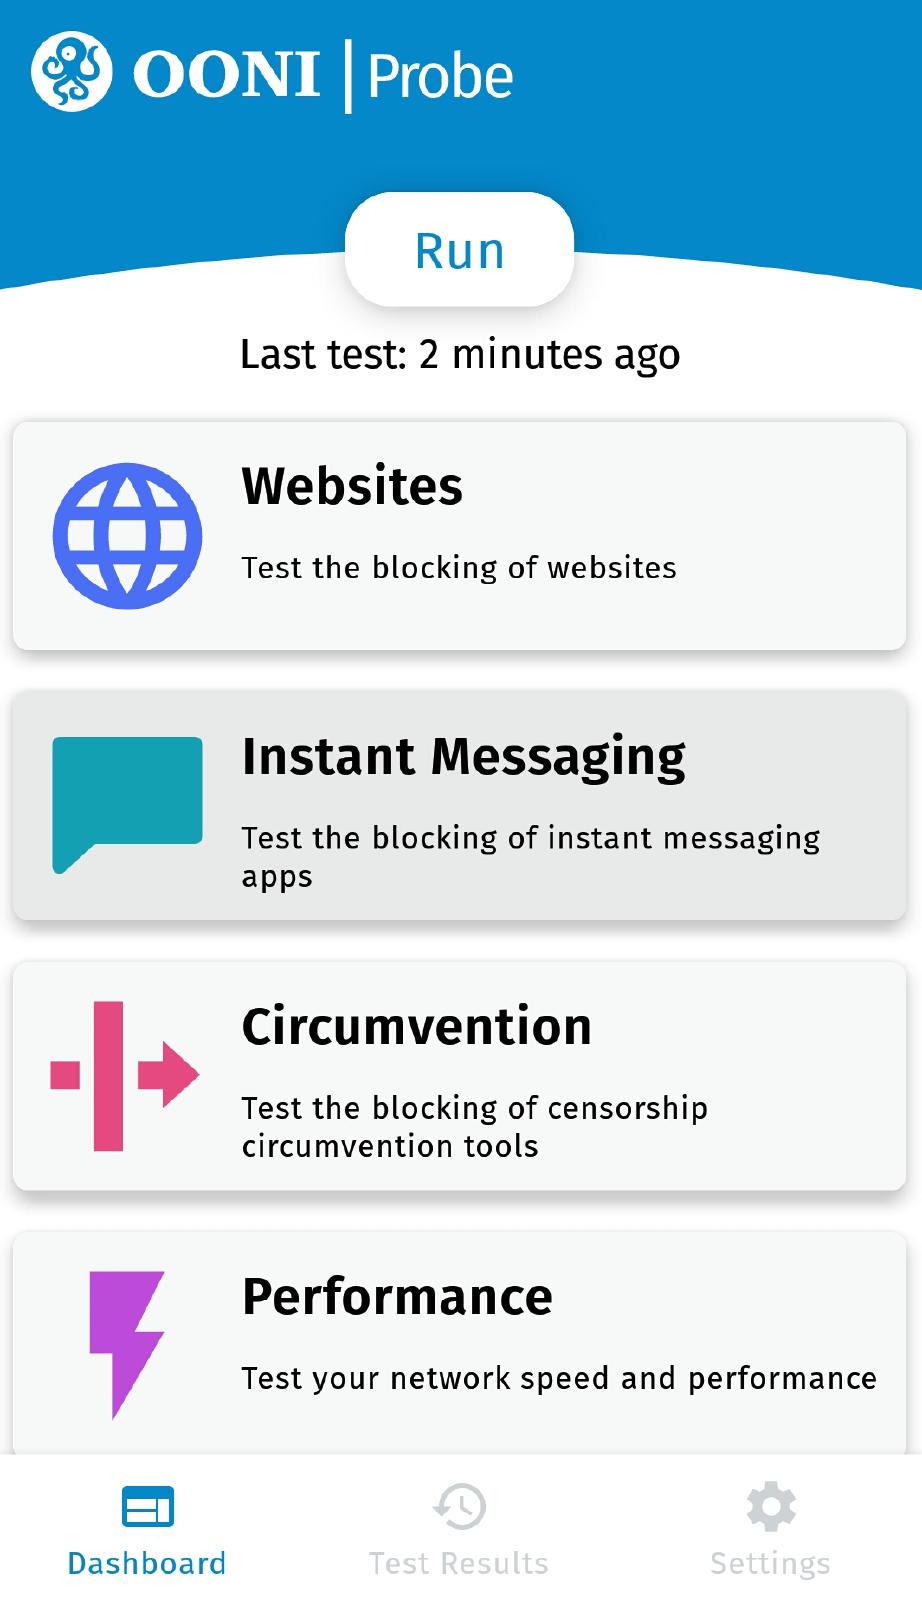 OONI | Probe
Run
Last test: 2 minutes ago
Websites
Test the blocking of websites
Instant Messaging
Test the blocking of instant messaging
apps
Circumvention
Test the blocking of censorship
circumvention tools
Performance
Test your network speed and performance
Dashboard
Test Results
Settings